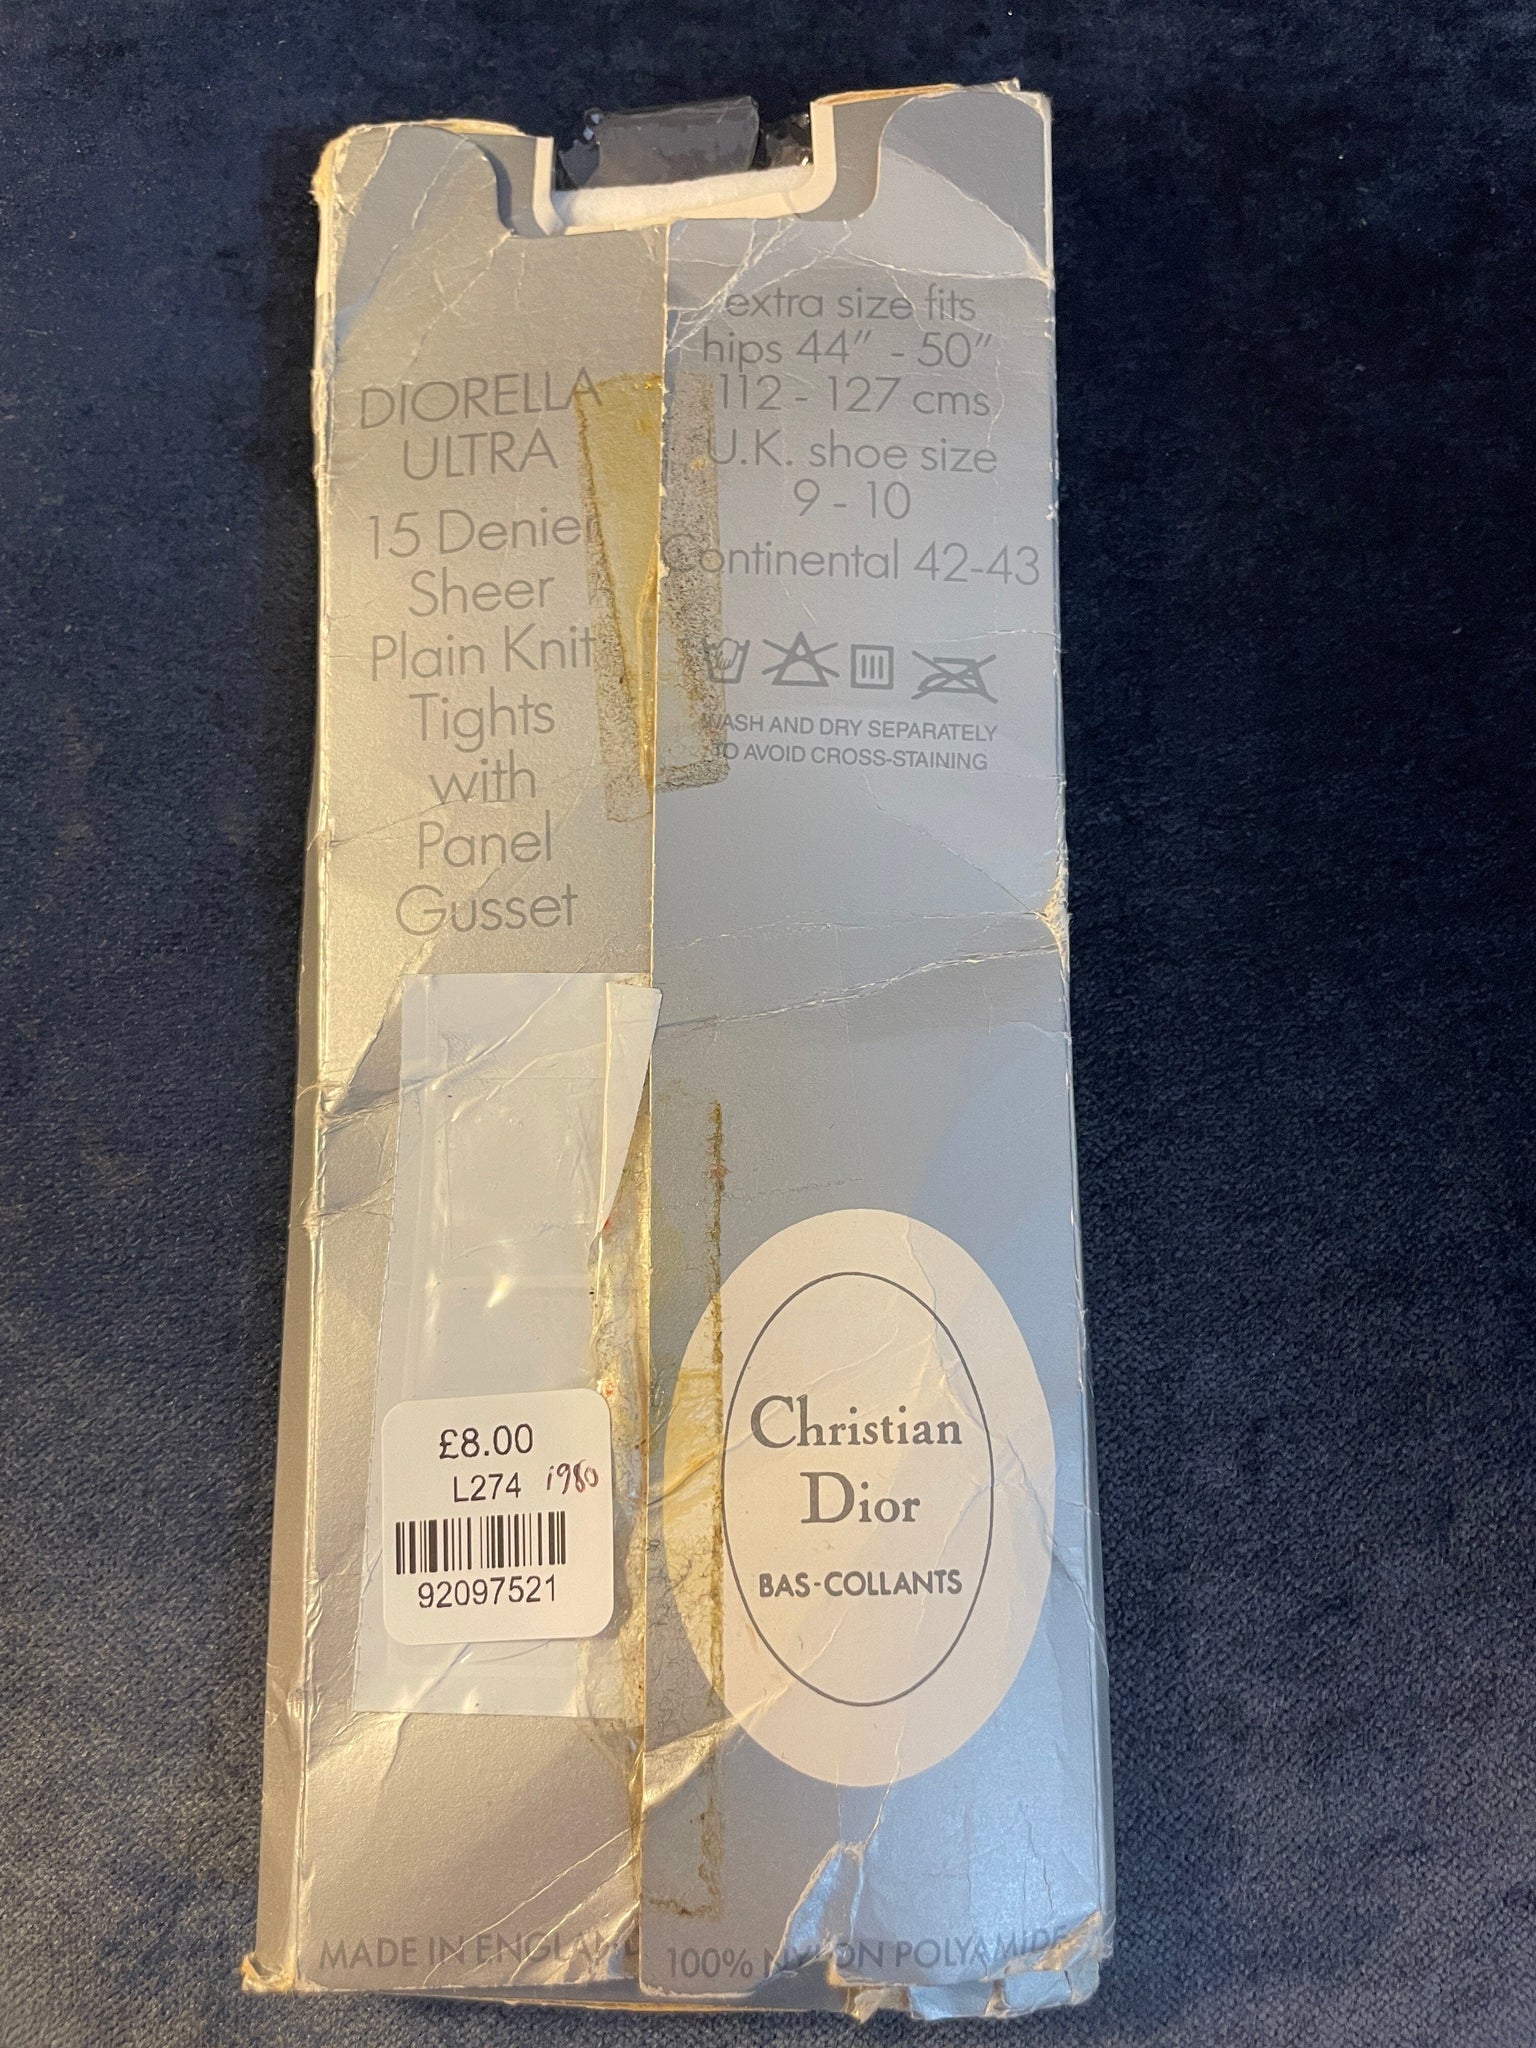 DIORELLA
ULTRA
15 Denier
Sheer
Plain Knit
Tights
with
Panel
Gusset
extra size fits
hips 44" - 50"
112 - 127 cms
U.K. shoe size
9 - 10
Continental 42-43
WASH AND DRY SEPARATELY
TO AVOID CROSS-STAINING
£8.00
L274 1980
92097521
Christian
Dior
BAS-COLLANTS
MADE IN ENGLAND
100% NYLON POLYAMIDE